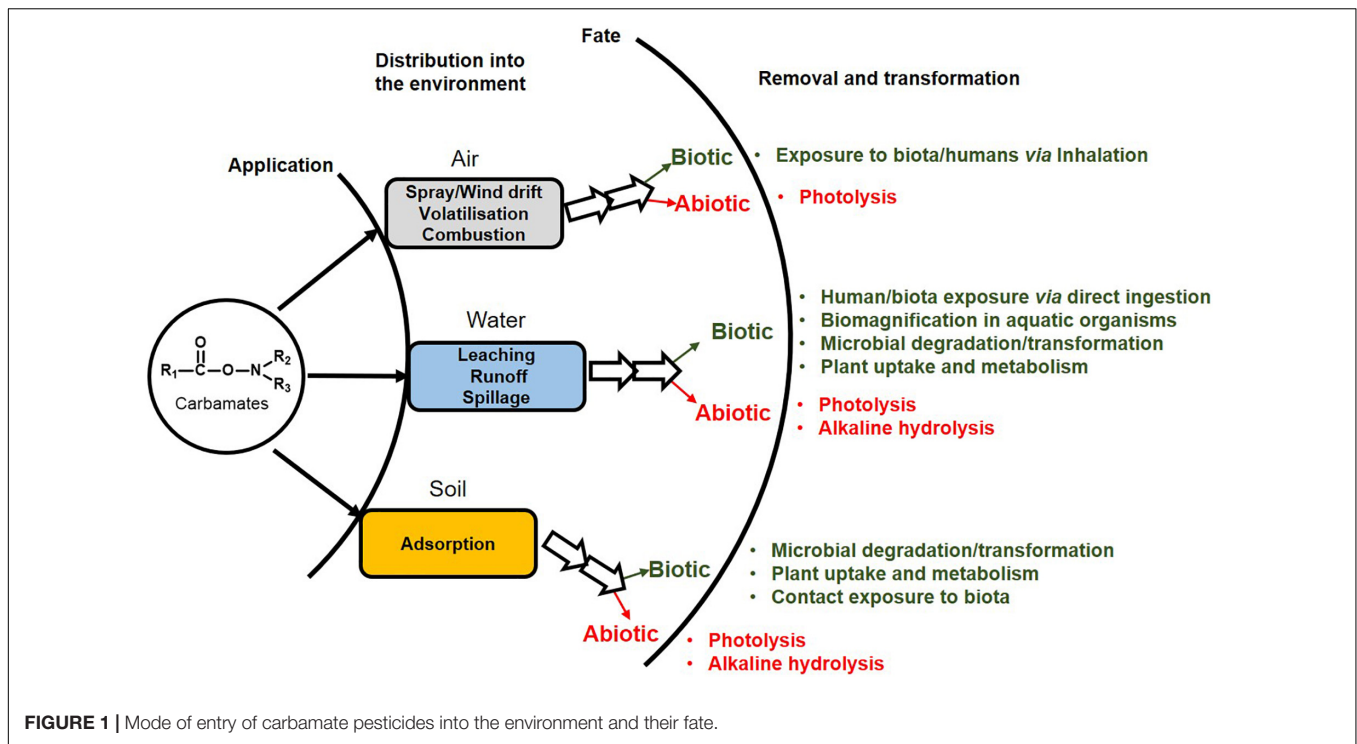 Fate
Distribution into
the environment
Removal and transformation
Application
Air
Spray/Wind drift
Volatilisation
Combustion
Biotic
• Exposure to biota/humans via Inhalation
Abiotic
• Photolysis
O
R1–C–O–N
R2
R3
Carbamates
Water
Leaching
Runoff
Spillage
Biotic
• Human/biota exposure via direct ingestion
• Biomagnification in aquatic organisms
• Microbial degradation/transformation
• Plant uptake and metabolism
Abiotic
• Photolysis
• Alkaline hydrolysis
Soil
Adsorption
Biotic
• Microbial degradation/transformation
• Plant uptake and metabolism
• Contact exposure to biota
Abiotic
• Photolysis
• Alkaline hydrolysis
FIGURE 1 | Mode of entry of carbamate pesticides into the environment and their fate.